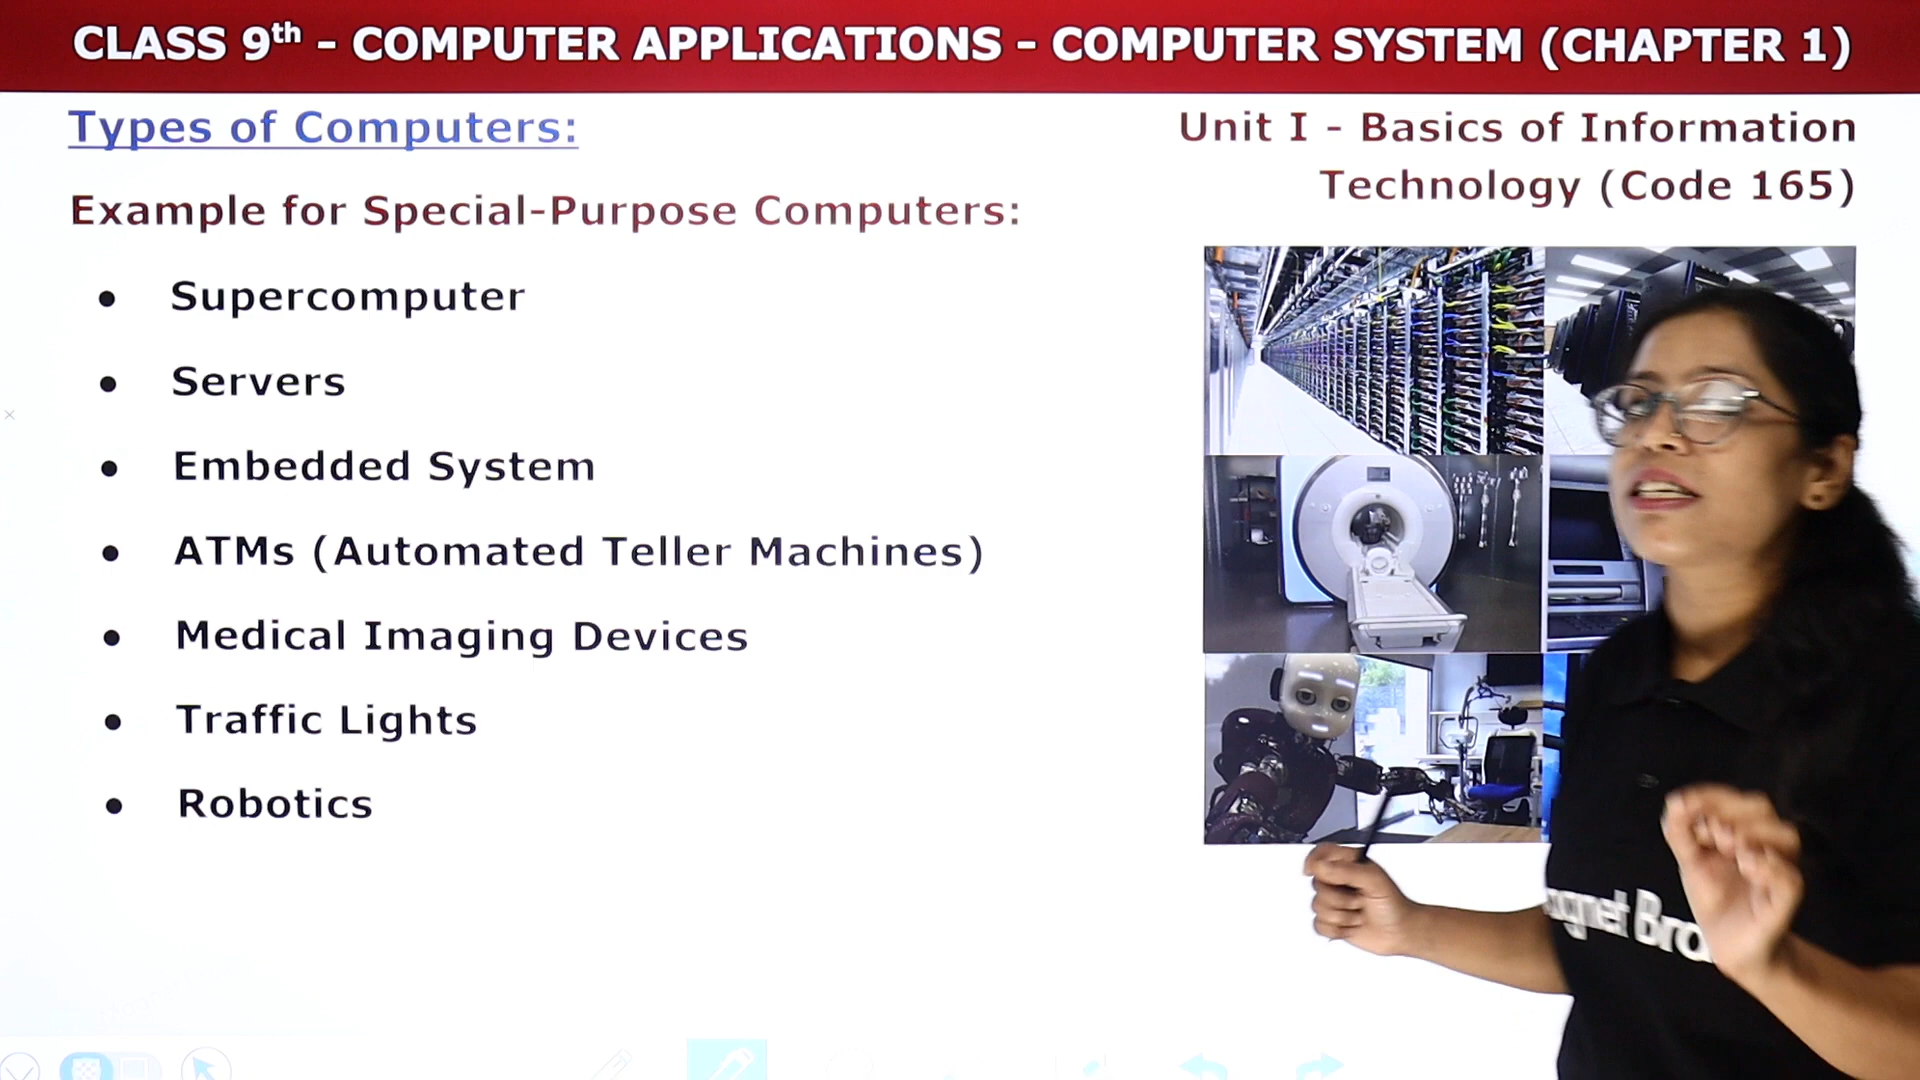 CLASS 9th - COMPUTER APPLICATIONS - COMPUTER SYSTEM (CHAPTER 1)
Types of Computers:
Unit I - Basics of Information
Technology (Code 165)
Example for Special-Purpose Computers:
• Supercomputer
• Servers
• Embedded System
• ATMs (Automated Teller Machines)
• Medical Imaging Devices
• Traffic Lights
• Robotics